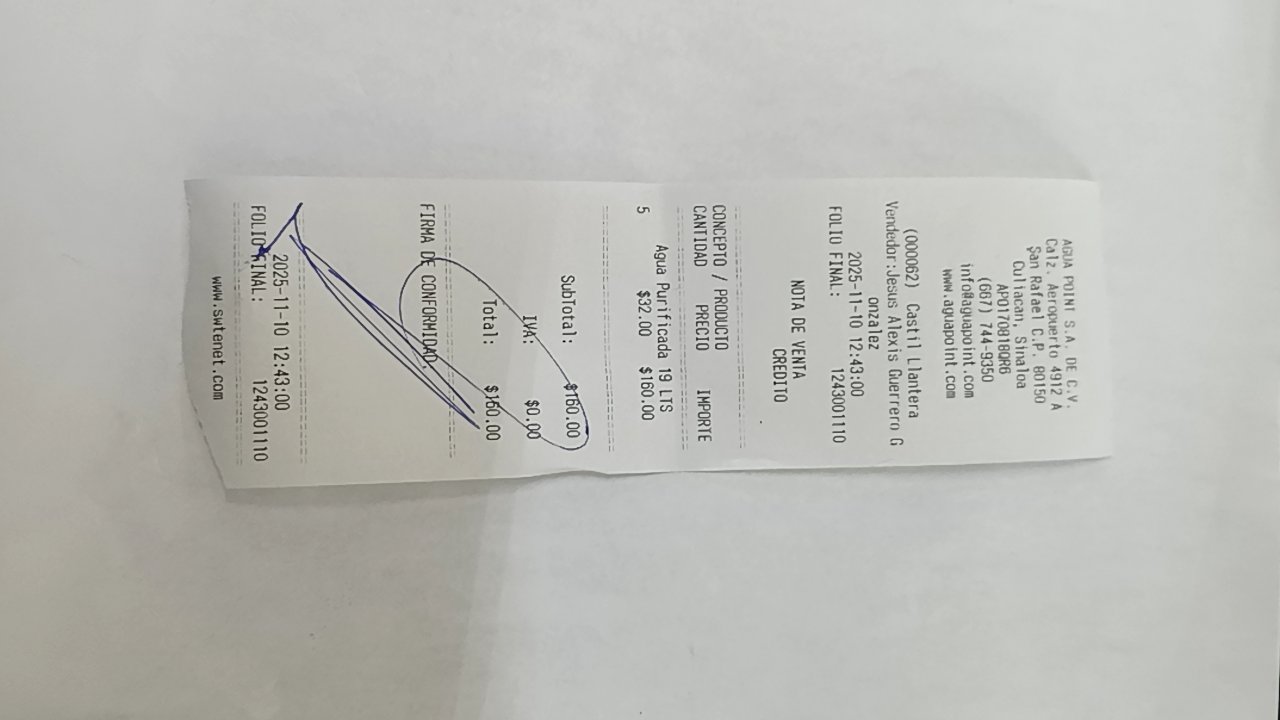 AGUA POINT S.A. DE C.V.
Calz. Aeropuerto 4912 A
San Rafael C.P. 80150
Culiacan, Sinaloa
APO170918QR6
(667) 744-9350
info@aguapoint.com
www.aguapoint.com
(000062) Castil Llantera
Vendedor:Jesus Alexis Guerrero G
onzalez
2025-11-10 12:43:00
FOLIO FINAL: 1243001110
NOTA DE VENTA
CREDITO
CONCEPTO / PRODUCTO
CANTIDAD PRECIO IMPORTE
Agua Purificada 19 LTS
5 $32.00 $160.00
SubTotal: $160.00
IVA: $0.00
Total: $160.00
FIRMA DE CONFORMIDAD.
2025-11-10 12:43:00
FOLIO FINAL: 1243001110
www.swtenet.com